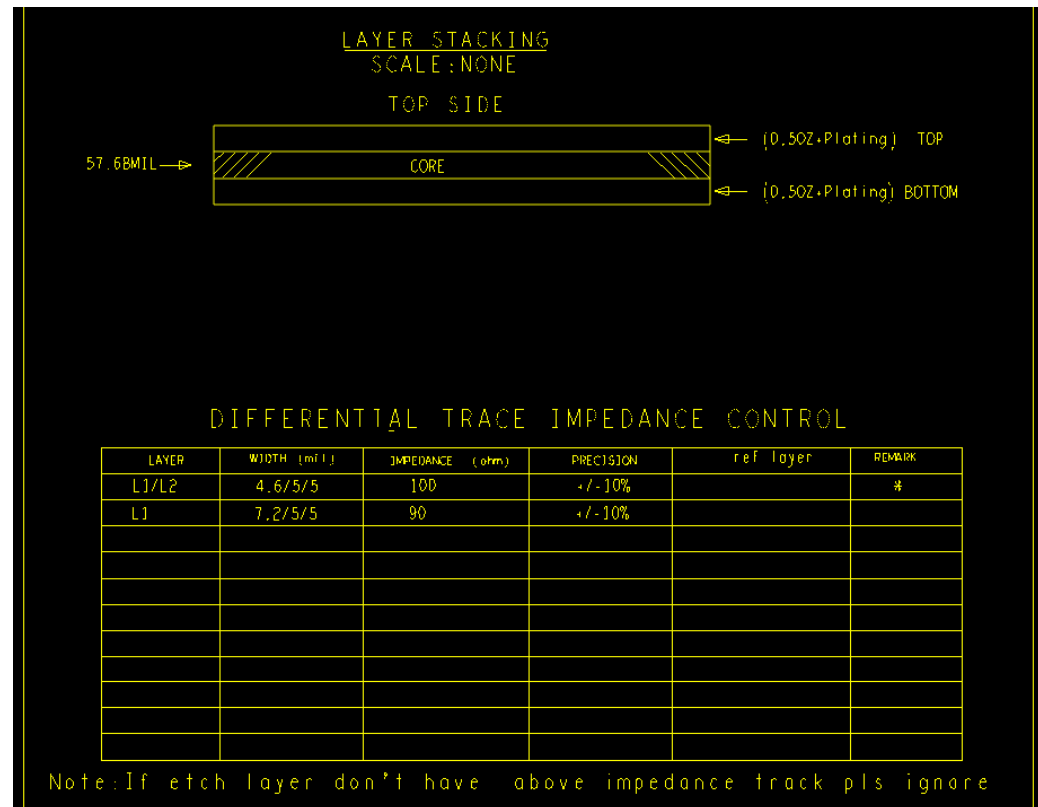 LAYER STACKING
SCALE:NONE
TOP SIDE
(0.5OZ+Plating) TOP
57.68MIL
CORE
(0.5OZ+Plating) BOTTOM
DIFFERENTIAL TRACE IMPEDANCE CONTROL
LAYER WIDTH (mil) IMPEDANCE (ohm) PRECISION ref layer REMARK
L1/L2 4.6/5/5 100 +/-10% *
L1 7.2/5/5 90 +/-10%
Note:If etch layer don't have above impedance track pls ignore